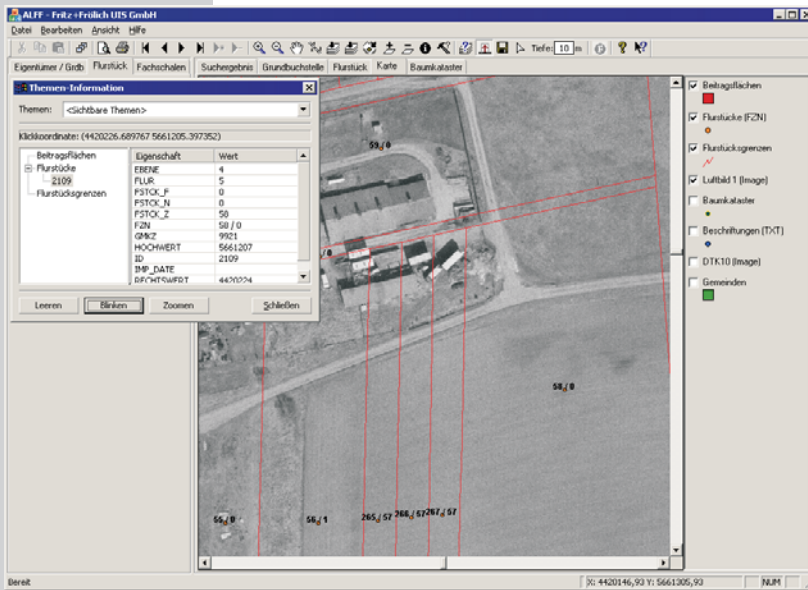 ALFF - Fritz+Frölich UIS GmbH
Datei Bearbeiten Ansicht Hilfe
Tiefe: 10 m
Eigentümer / Grdb Flurstück Fachschalen Suchergebnis Grundbuchstelle Flurstück Karte Baumkataster
Themen-Information
Themen: <Sichtbare Themen>
Klickkoordinate: (4420226.689767 5661205.397352)
Beitragsflächen
Flurstücke
2109
Flurstücksgrenzen
Eigenschaft Wert
EBENE 4
FLUR 5
FSTCK_F 0
FSTCK_N 0
FSTCK_Z 58
FZN 58 / 0
GMKZ 9921
HOCHWERT 5661207
ID 2109
IMP_DATE
RECHTSWERT 4420224
Leeren Blinken Zoomen Schließen
59 / 0
/ 0
58 / 0
55 / 0
56 / 1
265 / 57
266 / 57
267 / 57
Beitragsflächen
Flurstücke (FZN)
Flurstücksgrenzen
Luftbild 1 (Image)
Baumkataster
Beschriftungen (TXT)
DTK10 (Image)
Gemeinden
Bereit X: 4420146,93 Y: 5661305,93 NUM